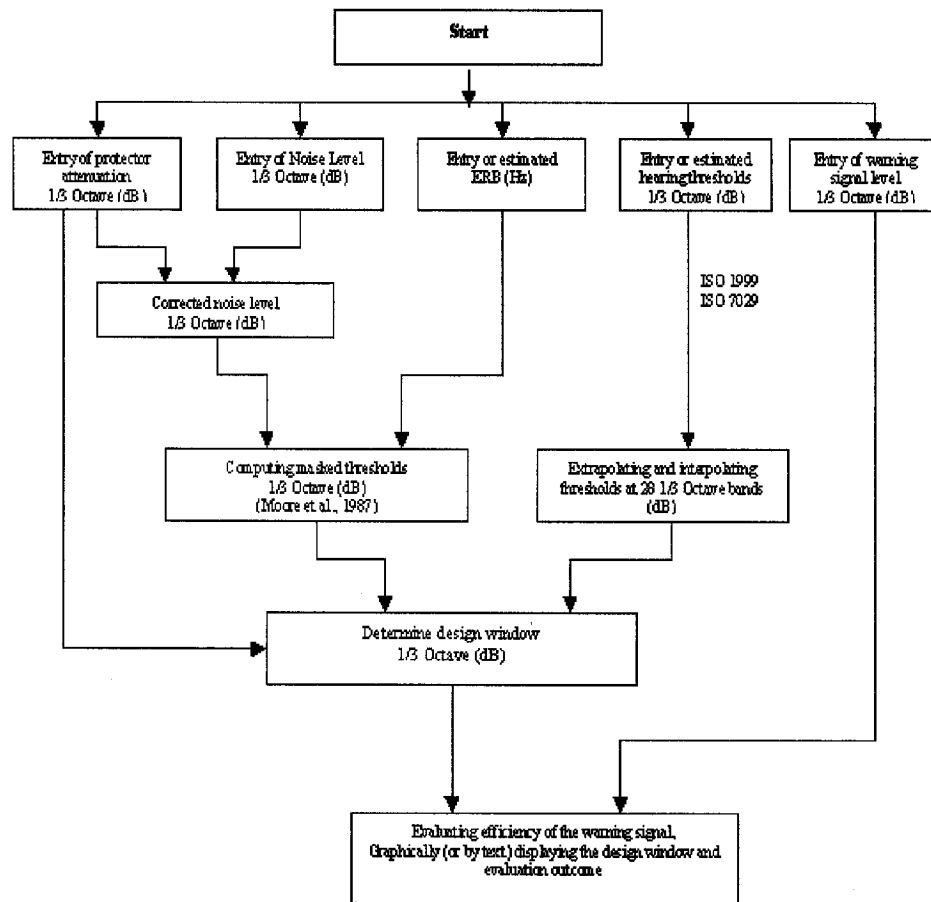 Start
Entry of protector
attenuation
1/3 Octave (dB)
Entry of Noise Level
1/3 Octave (dB)
Entry or estimated
ERB (Hz)
Entry or estimated
hearing thresholds
1/3 Octave (dB)
Entry of warning
signal level
1/3 Octave (dB)
ISO 1999
ISO 7029
Corrected noise level
1/3 Octave (dB)
Computing masked thresholds
1/3 Octave (dB)
(Moore et al., 1987)
Extrapolating and interpolating
thresholds at 28 1/3 Octave bands
(dB)
Determine design window
1/3 Octave (dB)
Evaluating efficiency of the warning signal,
Graphically (or by text) displaying the design window and
evaluation outcome